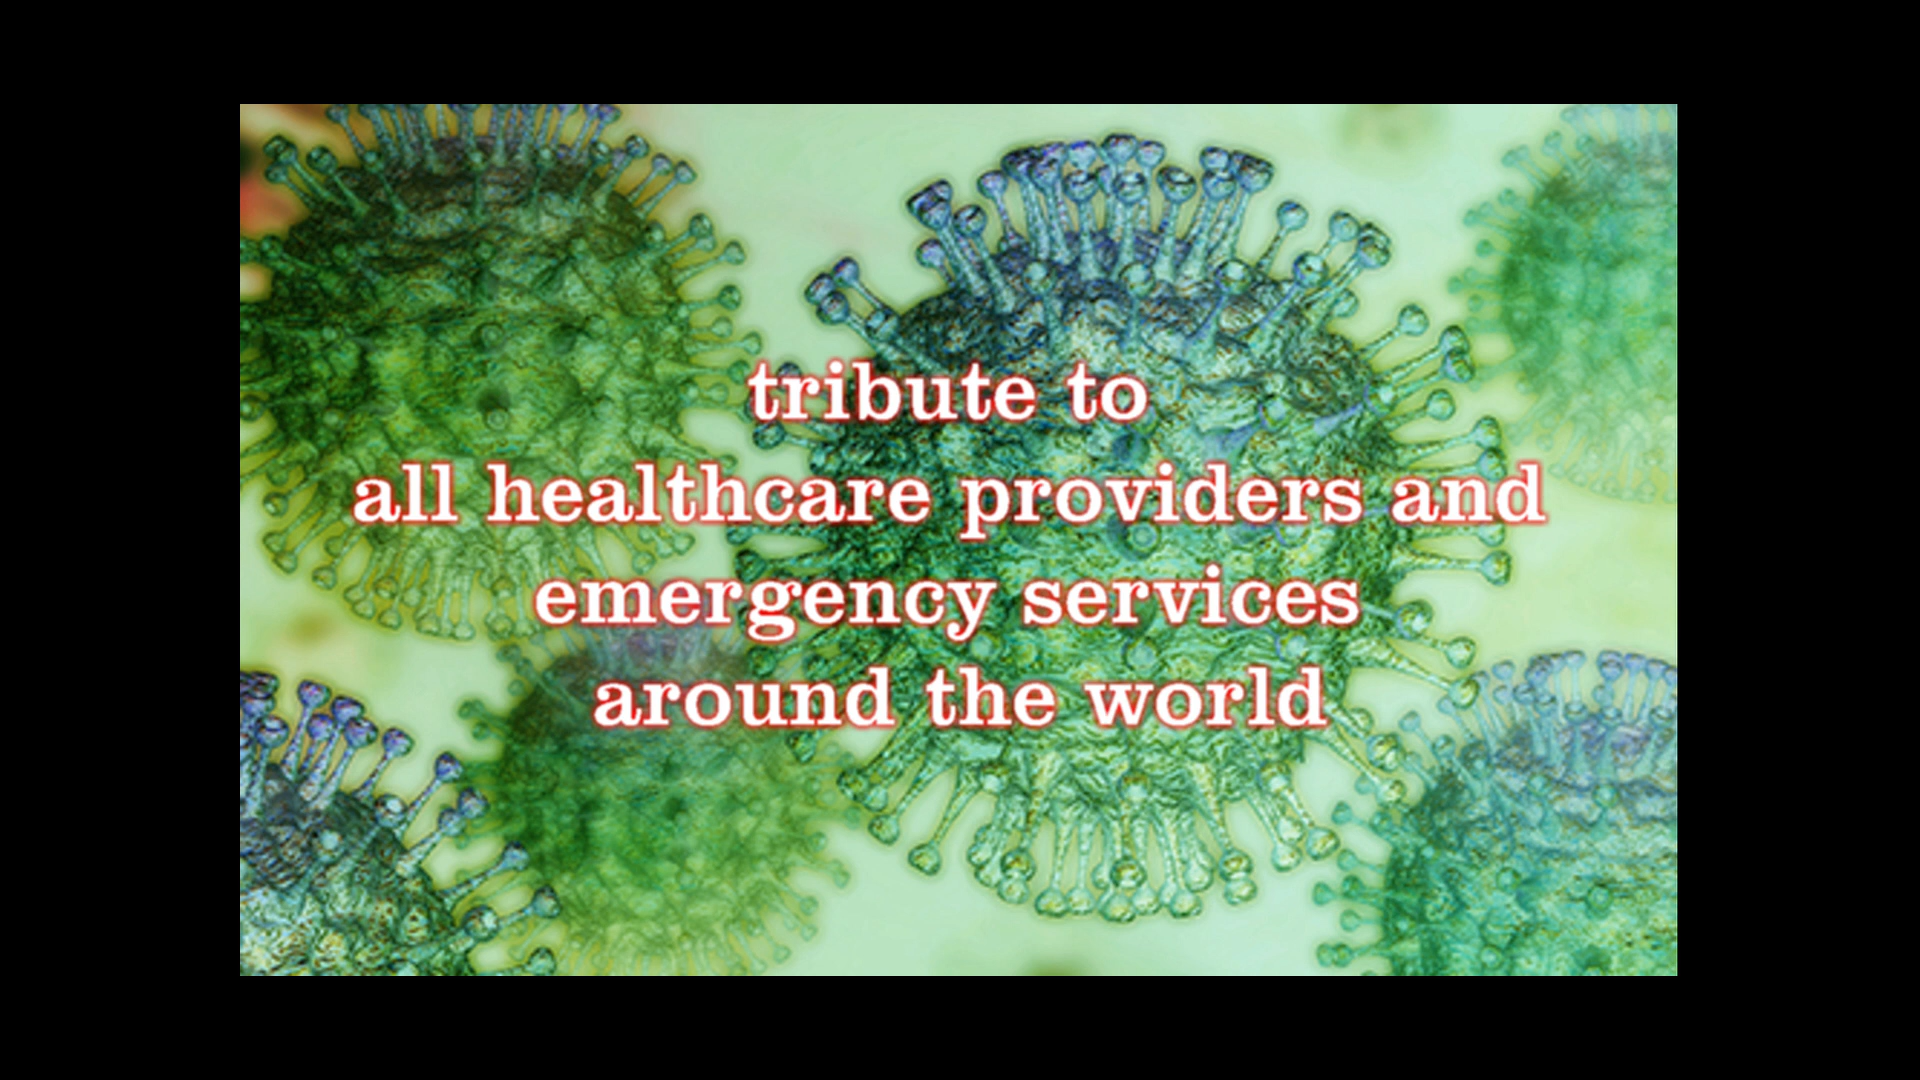 tribute to
all healthcare providers and
emergency services
around the world